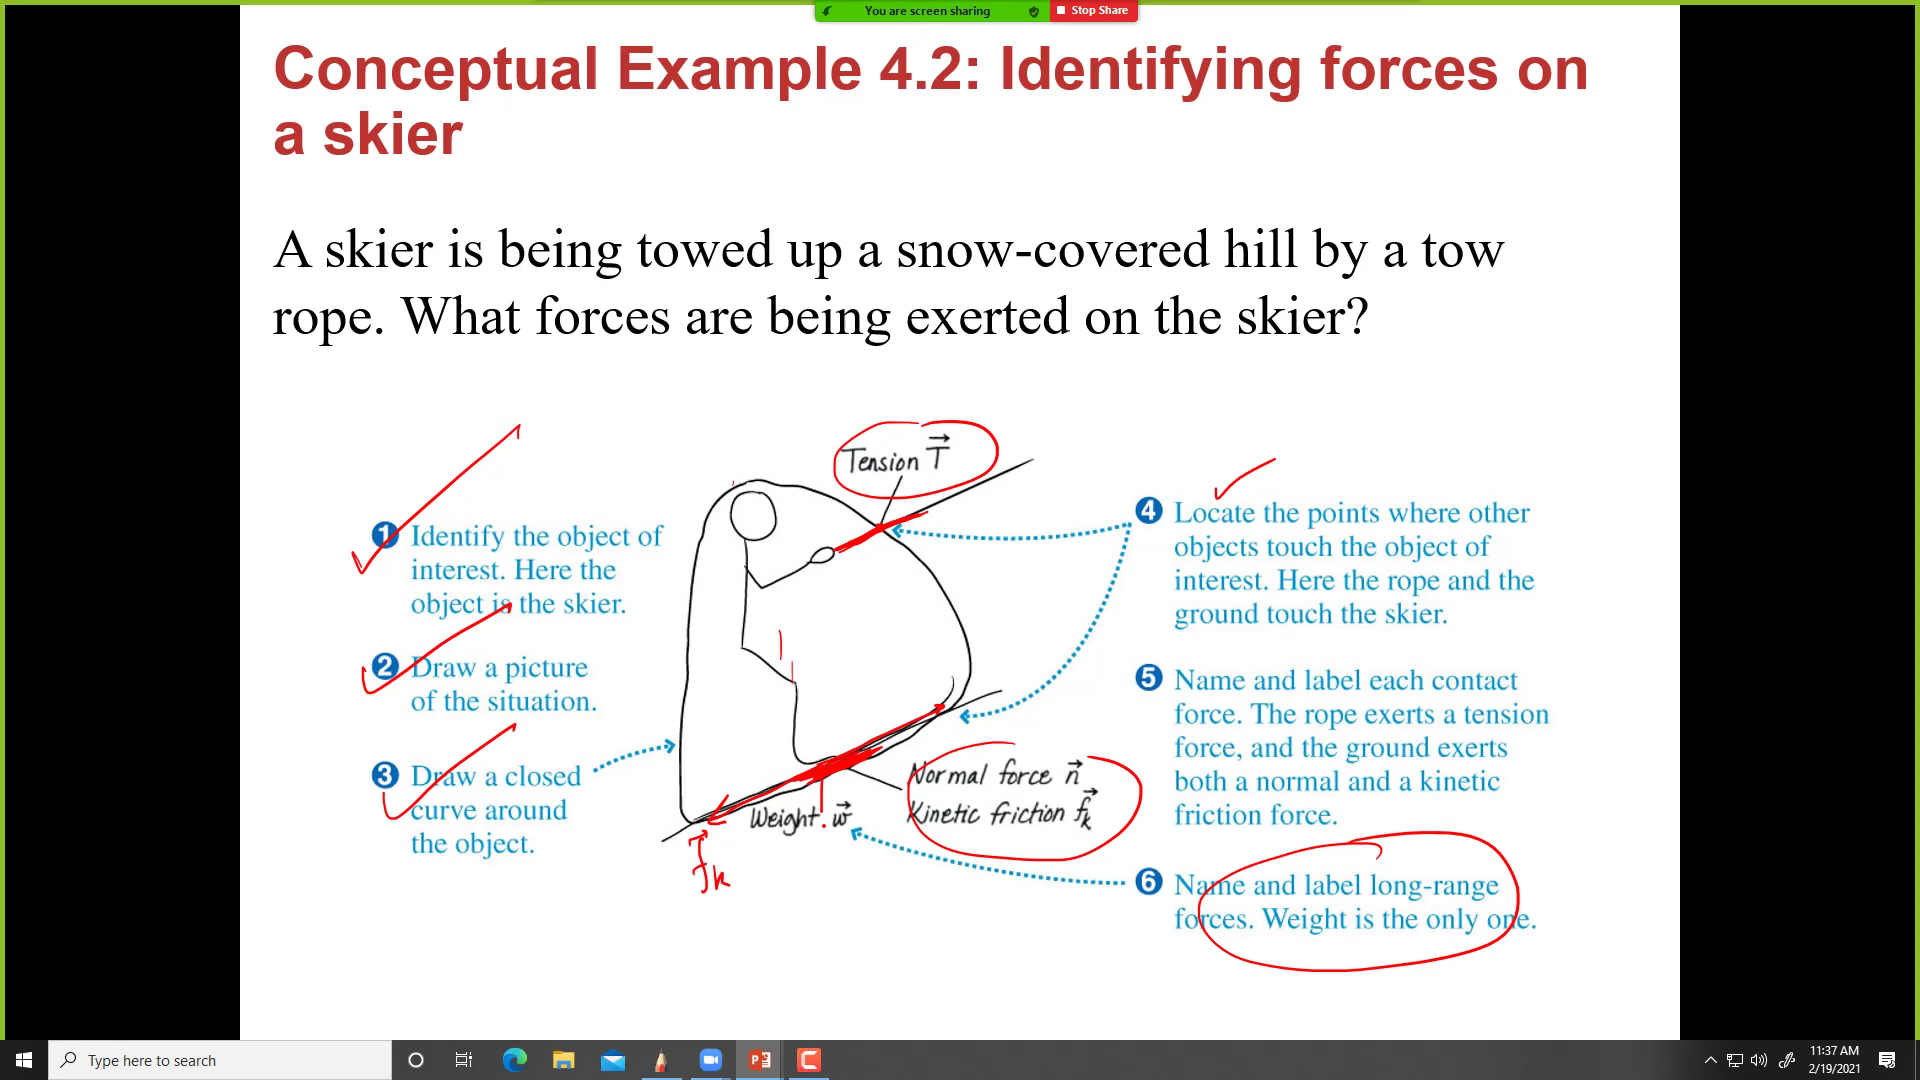 You are screen sharing
Stop Share
Conceptual Example 4.2: Identifying forces on
a skier
A skier is being towed up a snow-covered hill by a tow
rope. What forces are being exerted on the skier?
1 Identify the object of
interest. Here the
object is the skier.
2 Draw a picture
of the situation.
3 Draw a closed
curve around
the object.
Tension T⃗
Normal force n⃗
Kinetic friction f⃗k
Weight w⃗
f⃗k
4 Locate the points where other
objects touch the object of
interest. Here the rope and the
ground touch the skier.
5 Name and label each contact
force. The rope exerts a tension
force, and the ground exerts
both a normal and a kinetic
friction force.
6 Name and label long-range
forces. Weight is the only one.
Type here to search
11:37 AM
2/19/2021